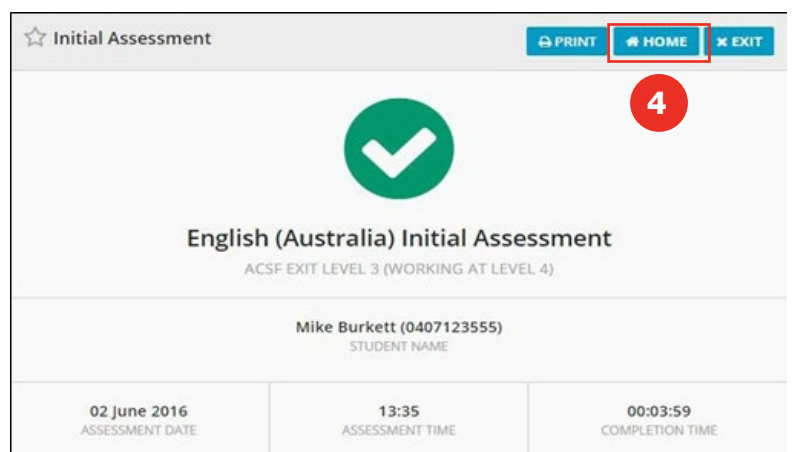 Initial Assessment
PRINT
HOME
EXIT
4
English (Australia) Initial Assessment
ACSF EXIT LEVEL 3 (WORKING AT LEVEL 4)
Mike Burkett (0407123555)
STUDENT NAME
02 June 2016
ASSESSMENT DATE
13:35
ASSESSMENT TIME
00:03:59
COMPLETION TIME